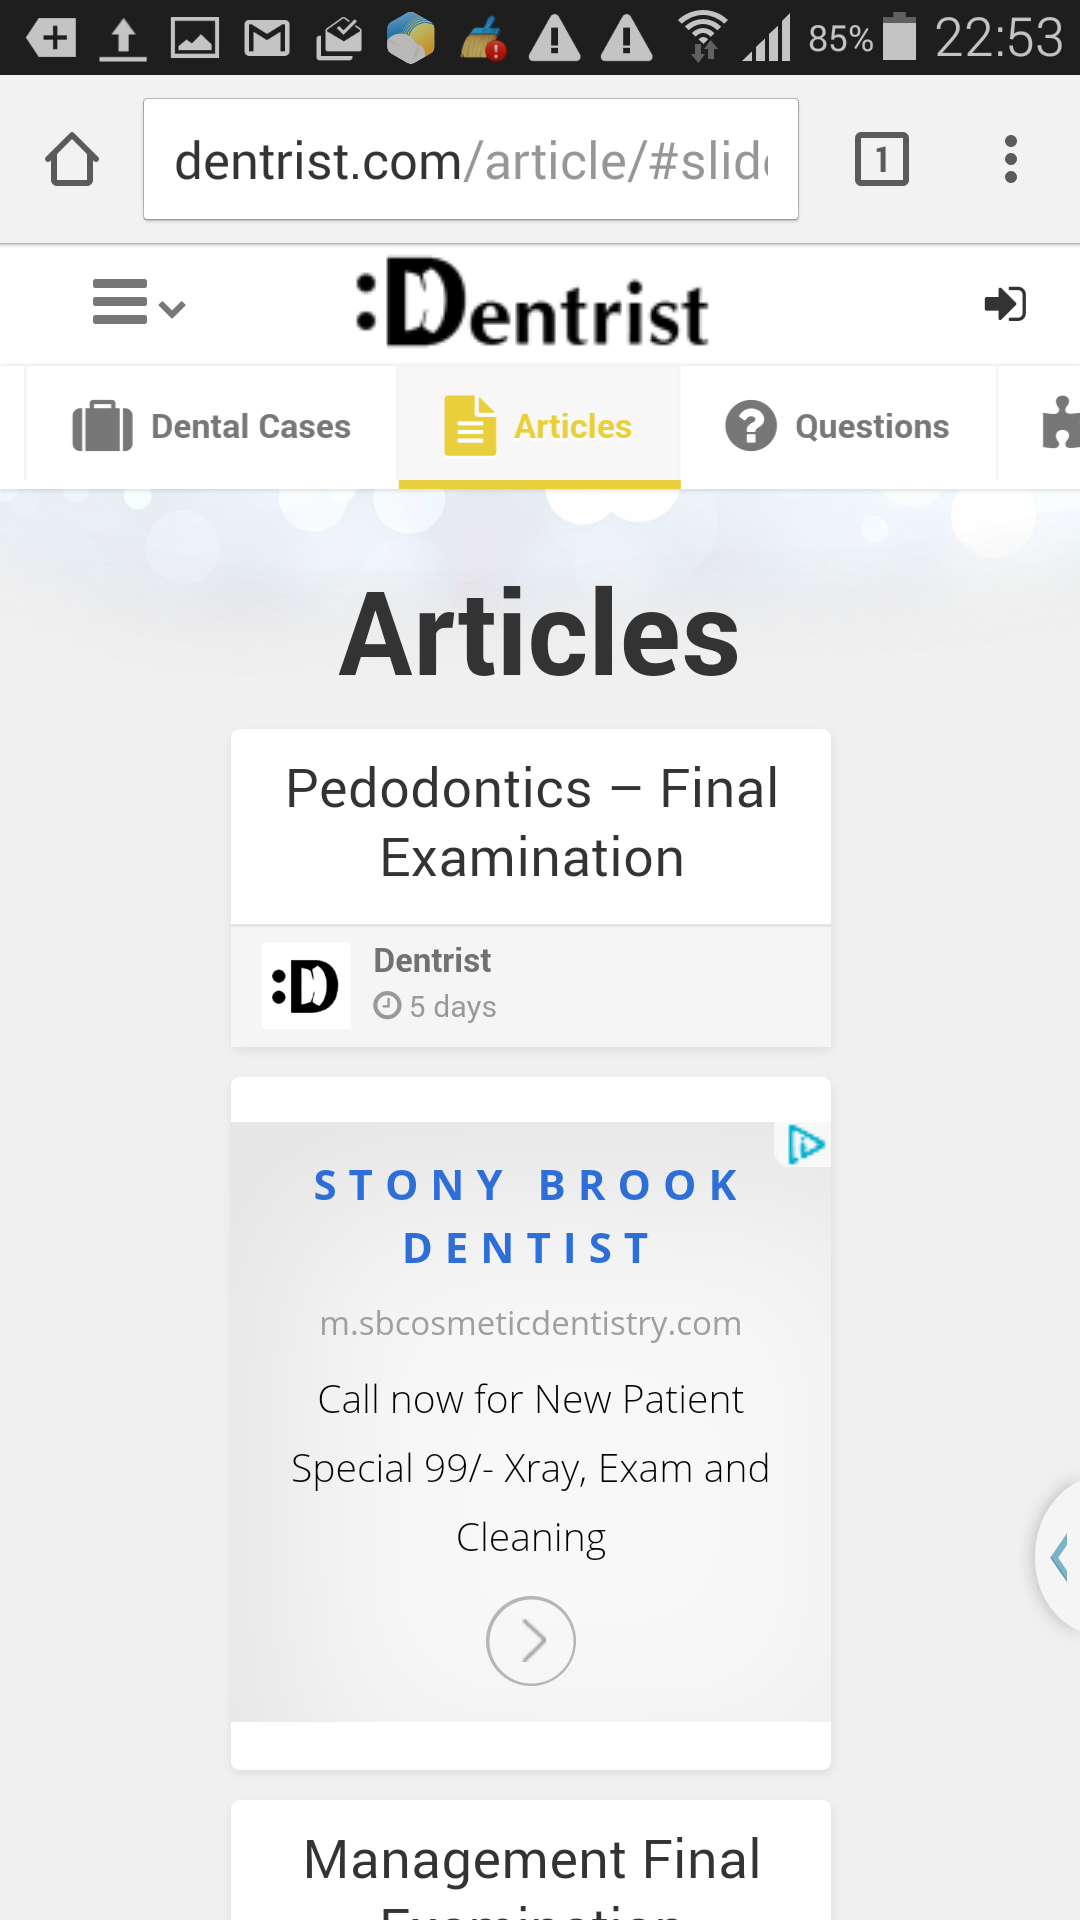 85% 22:53
dentrist.com/article/#slid
1
:Dentrist
Dental Cases Articles Questions
Articles
Pedodontics – Final
Examination
:D Dentrist
5 days
STONY BROOK
DENTIST
m.sbcosmeticdentistry.com
Call now for New Patient
Special 99/- Xray, Exam and
Cleaning
Management Final
Examination